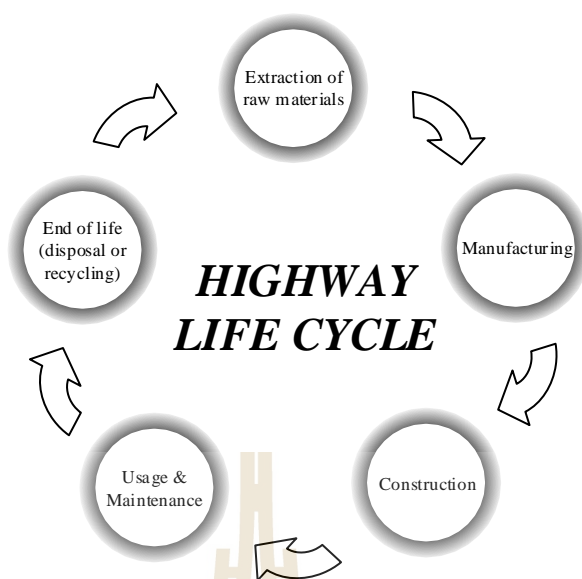 Extraction of
raw materials
Manufacturing
Construction
Usage &
Maintenance
End of life
(disposal or
recycling)
HIGHWAY
LIFE CYCLE